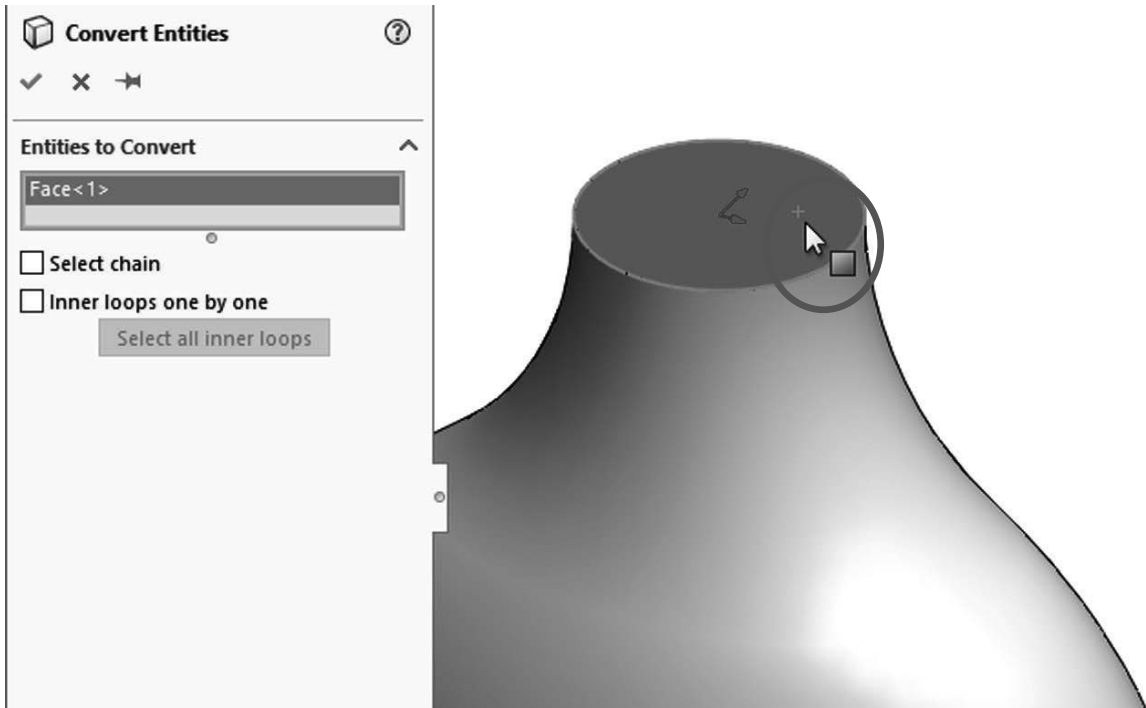 Convert Entities
Entities to Convert
Face<1>
Select chain
Inner loops one by one
Select all inner loops